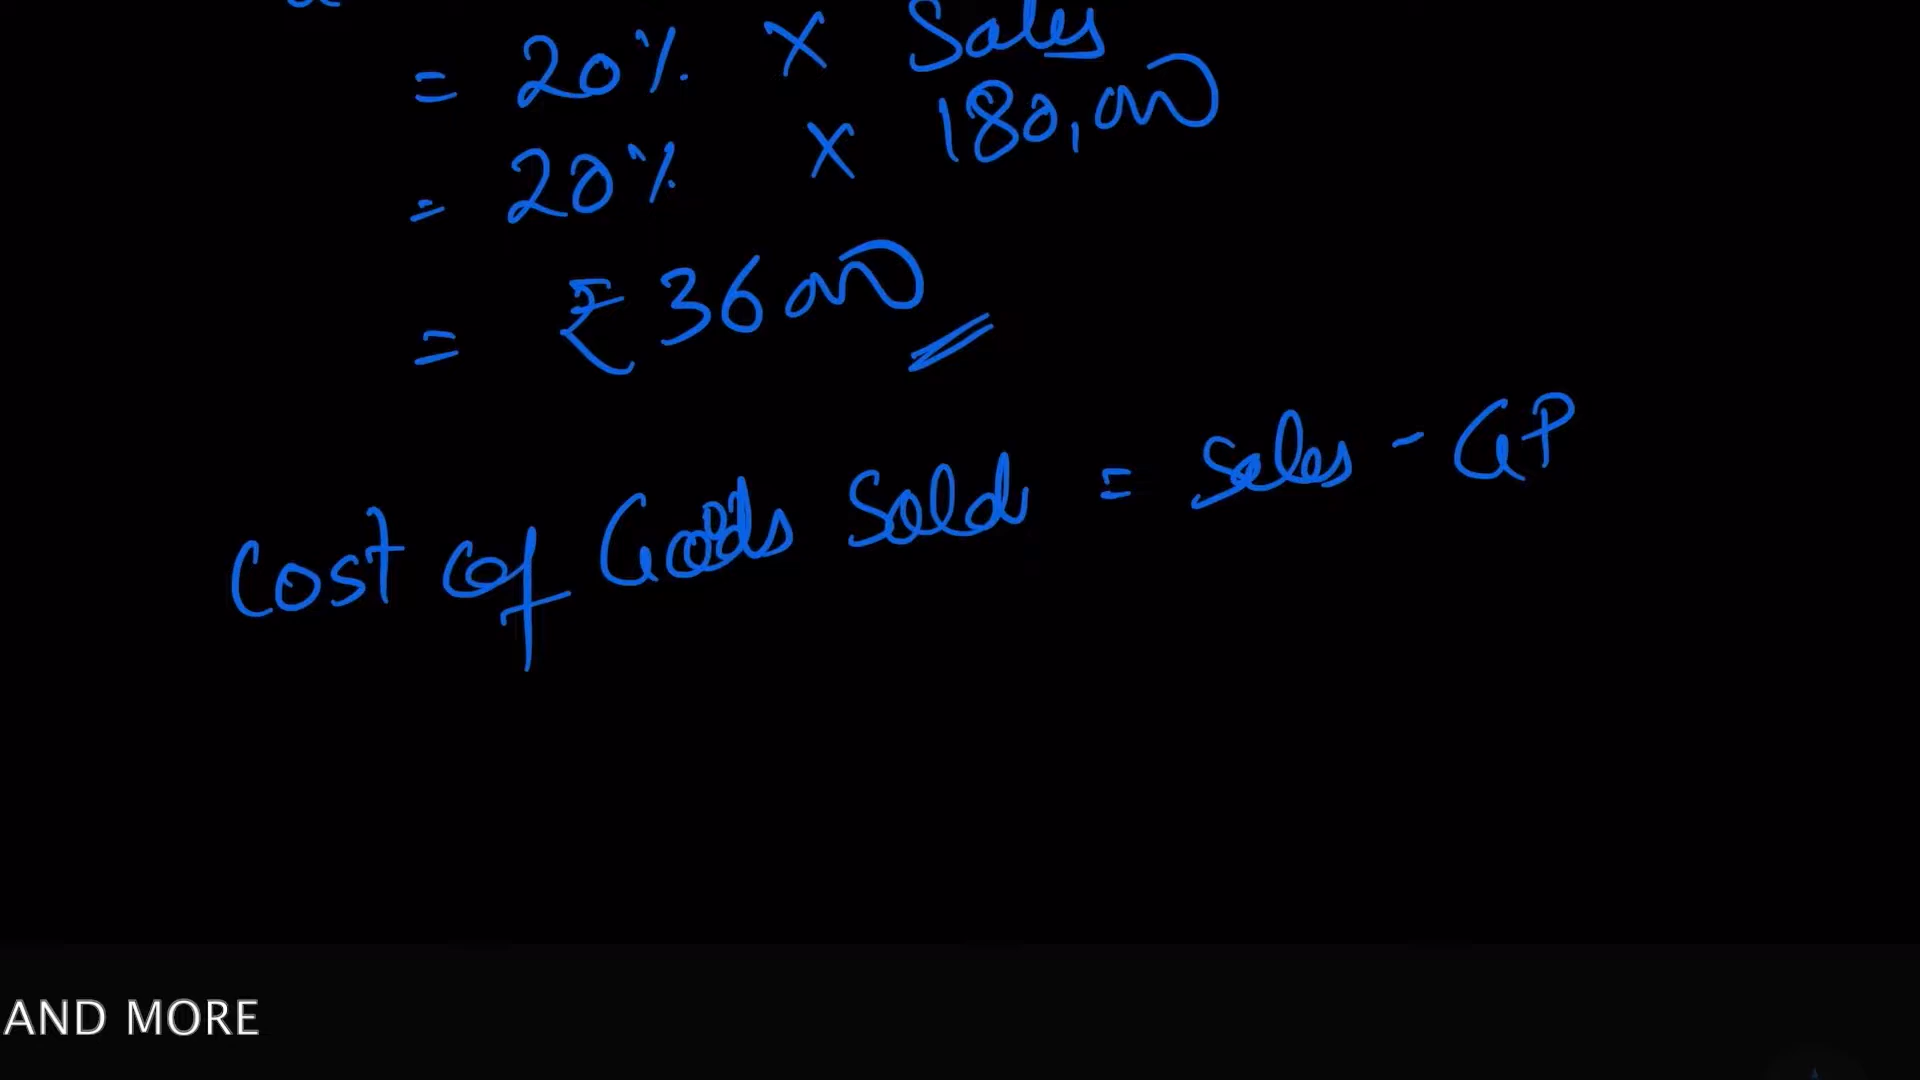 = 20% × Sales
= 20% × 180,000
= ₹36000
Cost of Goods Sold = Sales - GP
AND MORE